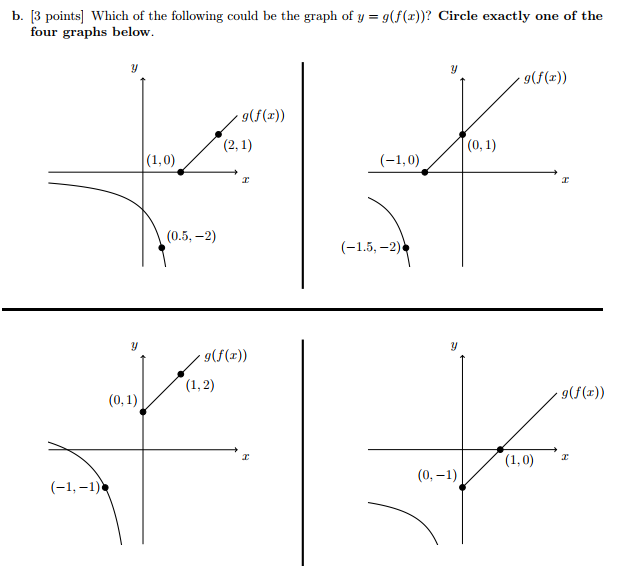 b. [3 points] Which of the following could be the graph of y = g(f(x))? Circle exactly one of the
four graphs below.
y
g(f(x))
(2, 1)
(1, 0)
x
(0.5, −2)
y
g(f(x))
(0, 1)
(−1, 0)
x
(−1.5, −2)
y
g(f(x))
(1, 2)
(0, 1)
x
(−1, −1)
y
g(f(x))
(1, 0)
x
(0, −1)